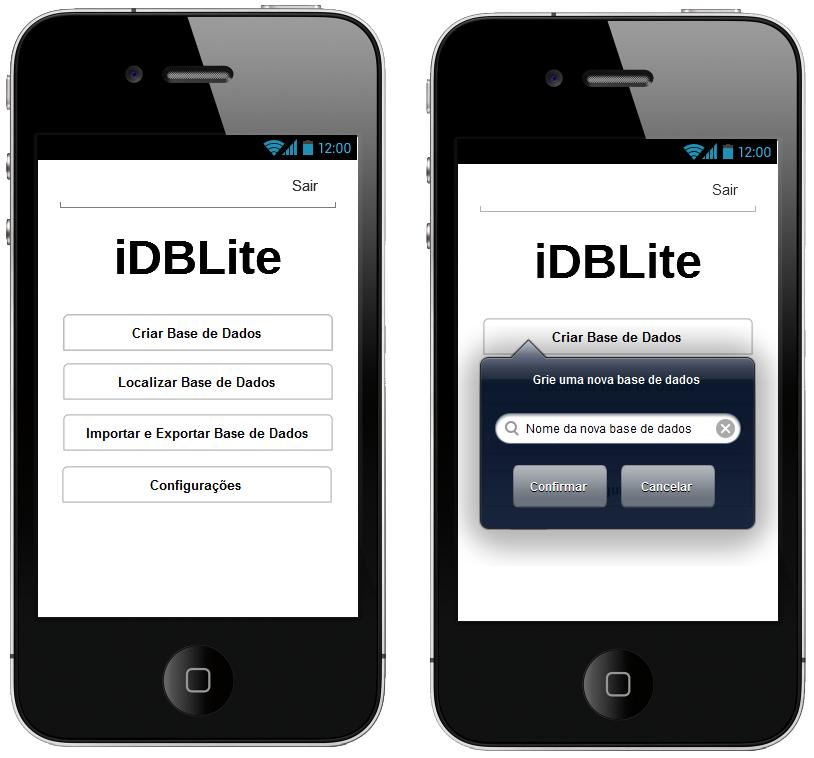 12:00
Sair
iDBLite
Criar Base de Dados
Localizar Base de Dados
Importar e Exportar Base de Dados
Configurações
12:00
Sair
iDBLite
Criar Base de Dados
Grie uma nova base de dados
Nome da nova base de dados
Confirmar
Cancelar